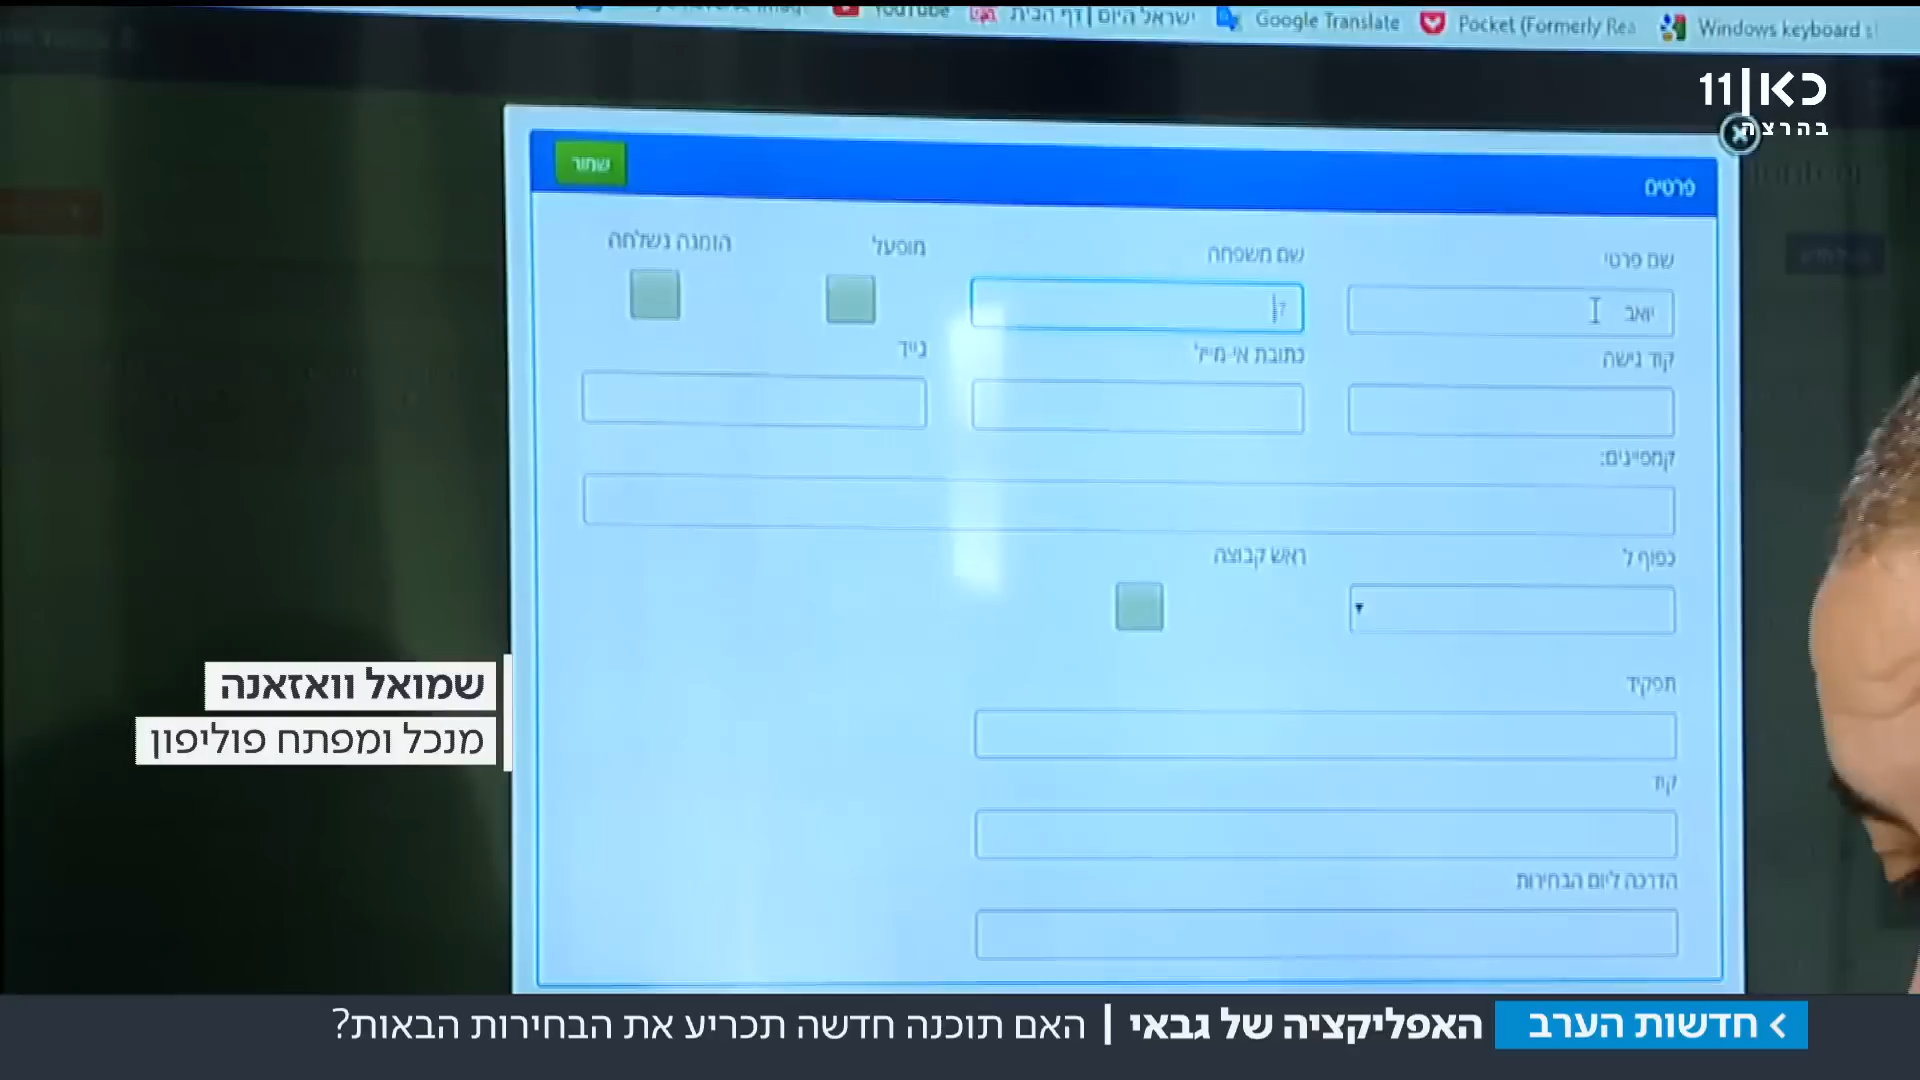 YouTube
ישראל היום | דף הבית
Google Translate
Pocket (Formerly Rea
Windows keyboard s
כאן 11
בהרצה
פרטים
שמור
שם פרטי
שם משפחה
מופעל
הזמנה נשלחה
יואב
ק
קוד גישה
כתובת אי-מייל
נייד
קמפיינים:
כפוף ל
ראש קבוצה
תפקיד
קוד
הדרכה ליום הבחירות
שמואל וואזאנה
מנכל ומפתח פוליפון
חדשות הערב
האפליקציה של גבאי | האם תוכנה חדשה תכריע את הבחירות הבאות?